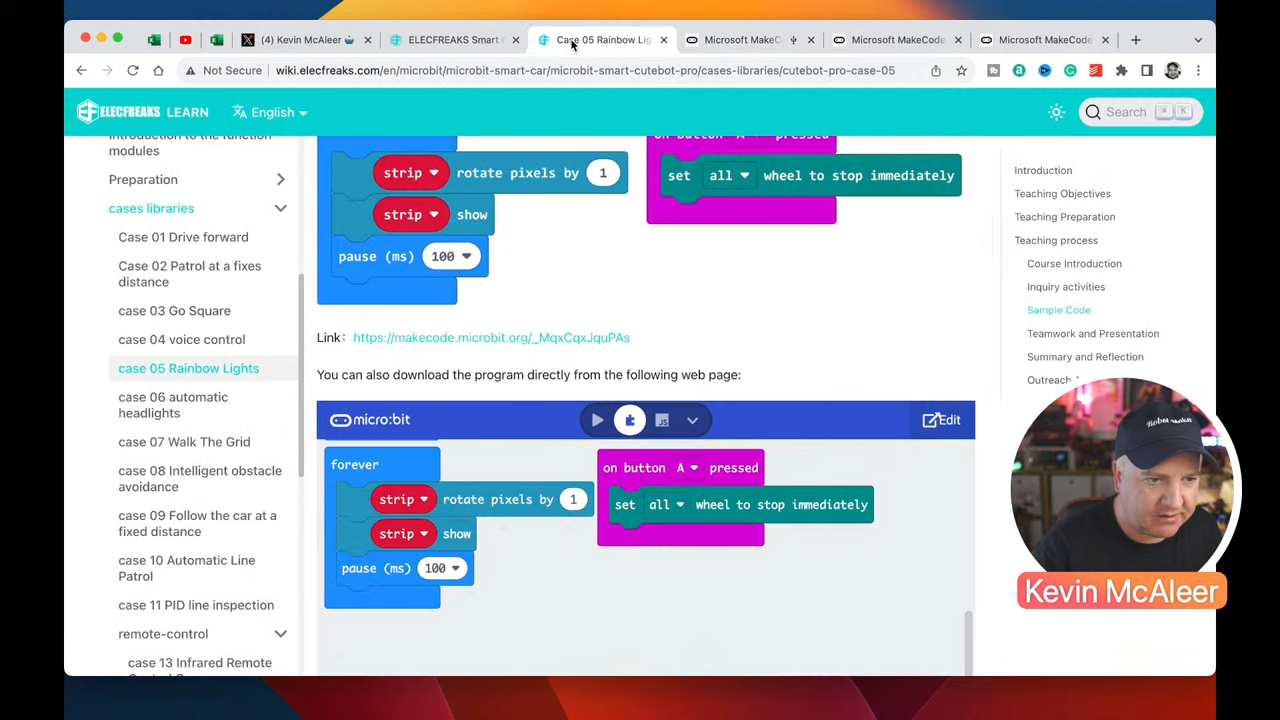 (4) Kevin McAleer
ELECFREAKS Smart
Case 05 Rainbow Lig
Microsoft MakeC
Microsoft MakeCode
Microsoft MakeCode
Not Secure
wiki.elecfreaks.com/en/microbit/microbit-smart-car/microbit-smart-cutebot-pro/cases-libraries/cutebot-pro-case-05
ELECFREAKS LEARN
English
Search
K
Introduction to the function
modules
Preparation
cases libraries
Case 01 Drive forward
Case 02 Patrol at a fixes
distance
case 03 Go Square
case 04 voice control
case 05 Rainbow Lights
case 06 automatic
headlights
case 07 Walk The Grid
case 08 Intelligent obstacle
avoidance
case 09 Follow the car at a
fixed distance
case 10 Automatic Line
Patrol
case 11 PID line inspection
remote-control
case 13 Infrared Remote
strip rotate pixels by 1
strip show
pause (ms) 100
on button A pressed
set all wheel to stop immediately
Link: https://makecode.microbit.org/_MqxCqxJquPAs
You can also download the program directly from the following web page:
micro:bit
JS
Edit
forever
strip rotate pixels by 1
strip show
pause (ms) 100
on button A pressed
set all wheel to stop immediately
Introduction
Teaching Objectives
Teaching Preparation
Teaching process
Course Introduction
Inquiry activities
Sample Code
Teamwork and Presentation
Summary and Reflection
Outreach
Kevin McAleer